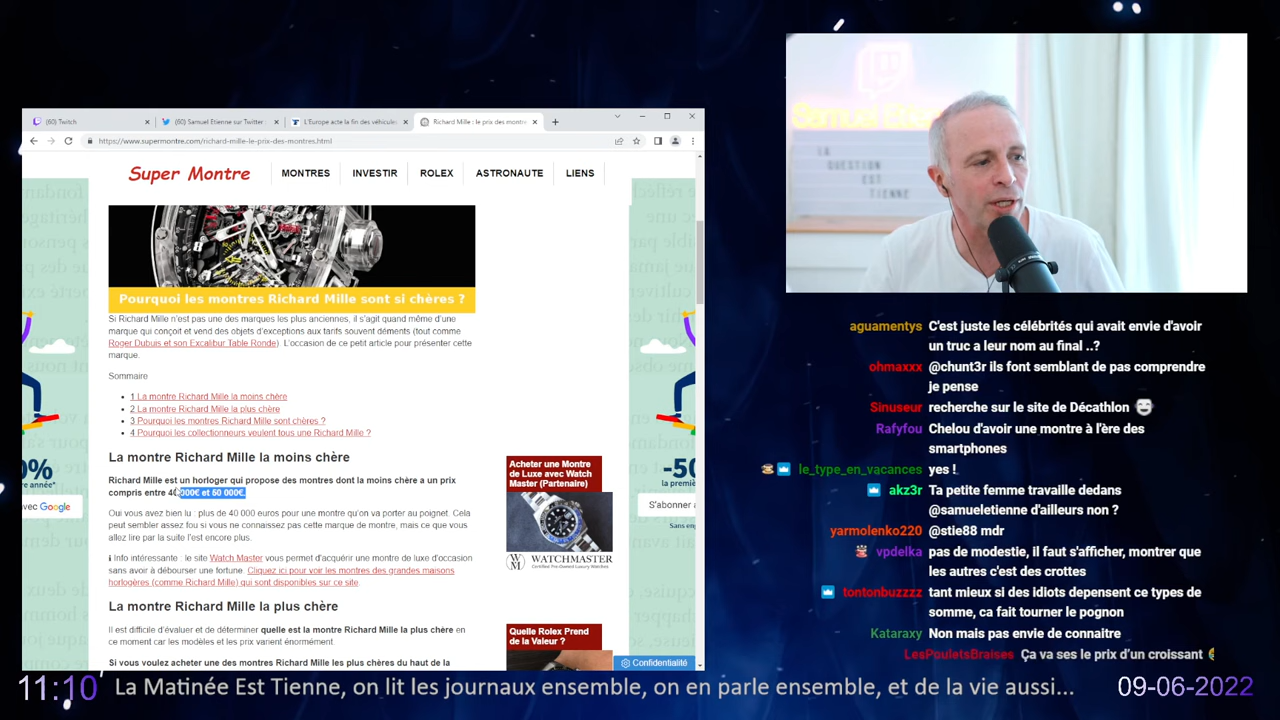 (60) Twitch
(60) Samuel Etienne sur Twitter :
L'Europe acte la fin des véhicules
Richard Mille : le prix des montre
https://www.supermontre.com/richard-mille-le-prix-des-montres.html
Super Montre
MONTRES
INVESTIR
ROLEX
ASTRONAUTE
LIENS
Pourquoi les montres Richard Mille sont si chères ?
Si Richard Mille n'est pas une des marques les plus anciennes, il s'agit quand même d'une
marque qui conçoit et vend des objets d'exceptions aux tarifs souvent déments (tout comme
Roger Dubuis et son Excalibur Table Ronde). L'occasion de ce petit article pour présenter cette
marque.
Sommaire
1 La montre Richard Mille la moins chère
2 La montre Richard Mille la plus chère
3 Pourquoi les montres Richard Mille sont chères ?
4 Pourquoi les collectionneurs veulent tous une Richard Mille ?
La montre Richard Mille la moins chère
Richard Mille est un horloger qui propose des montres dont la moins chère a un prix
compris entre 40 000€ et 50 000€.
Oui vous avez bien lu : plus de 40 000 euros pour une montre qu'on va porter au poignet. Cela
peut sembler assez fou si vous ne connaissez pas cette marque de montre, mais ce que vous
allez lire par la suite l'est encore plus.
ℹ Info intéressante : le site Watch Master vous permet d'acquérir une montre de luxe d'occasion
sans avoir à débourser une fortune. Cliquez ici pour voir les montres des grandes maisons
horlogères (comme Richard Mille) qui sont disponibles sur ce site.
La montre Richard Mille la plus chère
Il est difficile d'évaluer et de déterminer quelle est la montre Richard Mille la plus chère en
ce moment car les modèles et les prix varient énormément.
Si vous voulez acheter une des montres Richard Mille les plus chères du haut de la
Acheter une Montre
de Luxe avec Watch
Master (Partenaire)
WATCHMASTER
Certified Pre-Owned Luxury Watches
Quelle Rolex Prend
de la Valeur ?
0%
année*.
vec Google
-50
la première
S'abonner a
Sans en
Confidentialité
Samuel Etienne
LA
QUESTION
EST
TIENNE
aguamentys C'est juste les célébrités qui avait envie d'avoir
un truc a leur nom au final ..?
ohmaxxx @chunt3r ils font semblant de pas comprendre
je pense
Sinuseur recherche sur le site de Décathlon
Rafyfou Chelou d'avoir une montre à l'ère des
smartphones
le_type_en_vacances yes !
akz3r Ta petite femme travaille dedans
@samueletienne d'ailleurs non ?
yarmolenko220 @stie88 mdr
vpdelka pas de modestie, il faut s'afficher, montrer que
les autres c'est des crottes
tontonbuzzzz tant mieux si des idiots depensent ce types de
somme, ca fait tourner le pognon
Kataraxy Non mais pas envie de connaitre
LesPouletsBraises Ça va ses le prix d'un croissant
11:10
La Matinée Est Tienne, on lit les journaux ensemble, on en parle ensemble, et de la vie aussi...
09-06-2022